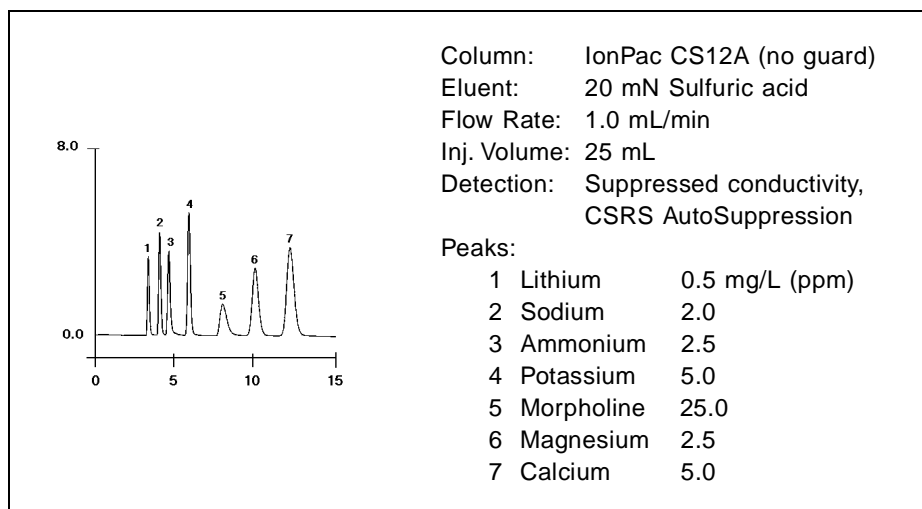 Column: IonPac CS12A (no guard)
Eluent: 20 mN Sulfuric acid
Flow Rate: 1.0 mL/min
Inj. Volume: 25 mL
Detection: Suppressed conductivity,
CSRS AutoSuppression
Peaks:
1 Lithium 0.5 mg/L (ppm)
2 Sodium 2.0
3 Ammonium 2.5
4 Potassium 5.0
5 Morpholine 25.0
6 Magnesium 2.5
7 Calcium 5.0
8.0
1 2 3 4 5 6 7
0.0
0 5 10 15